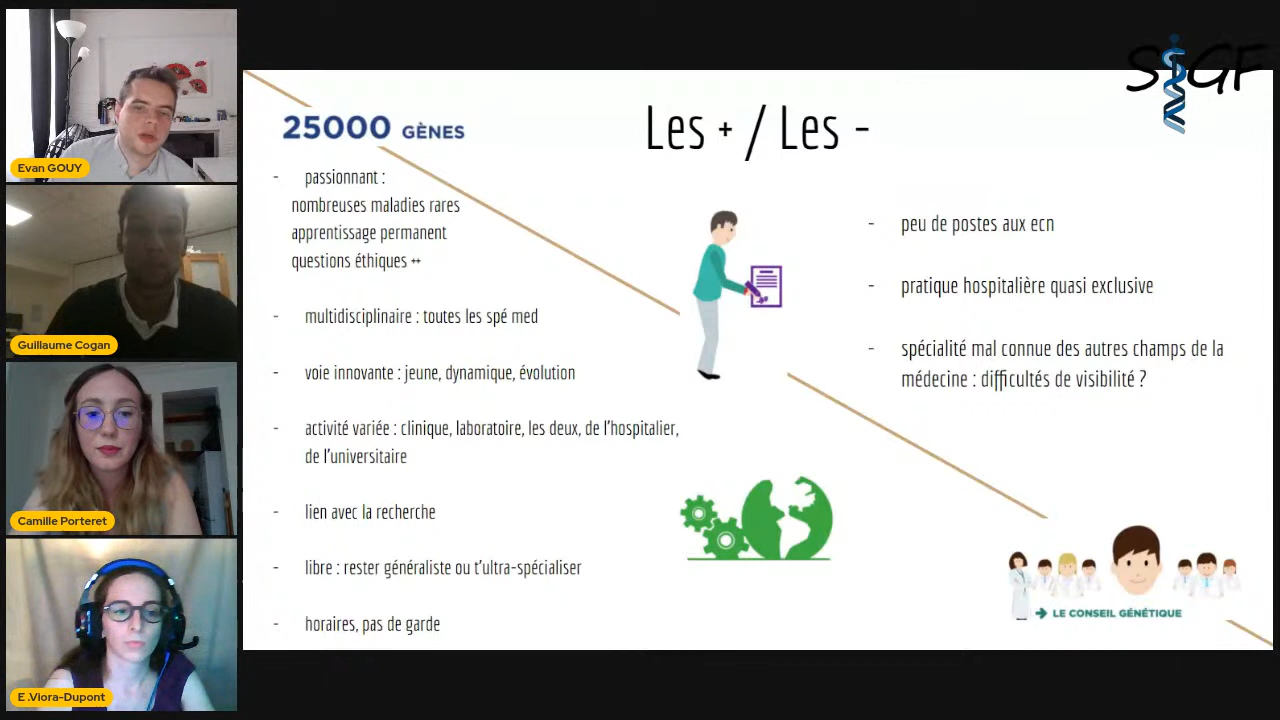 SIGF
25000 GÈNES
Les + / Les -
- passionnant :
nombreuses maladies rares
apprentissage permanent
questions éthiques ++
- multidisciplinaire : toutes les spé med
- voie innovante : jeune, dynamique, évolution
- activité variée : clinique, laboratoire, les deux, de l'hospitalier,
de l'universitaire
- lien avec la recherche
- libre : rester généraliste ou t'ultra-spécialiser
- horaires, pas de garde
- peu de postes aux ecn
- pratique hospitalière quasi exclusive
- spécialité mal connue des autres champs de la
médecine : difficultés de visibilité ?
→ LE CONSEIL GÉNÉTIQUE
Evan GOUY
Guillaume Cogan
Camille Porteret
E .Viora-Dupont